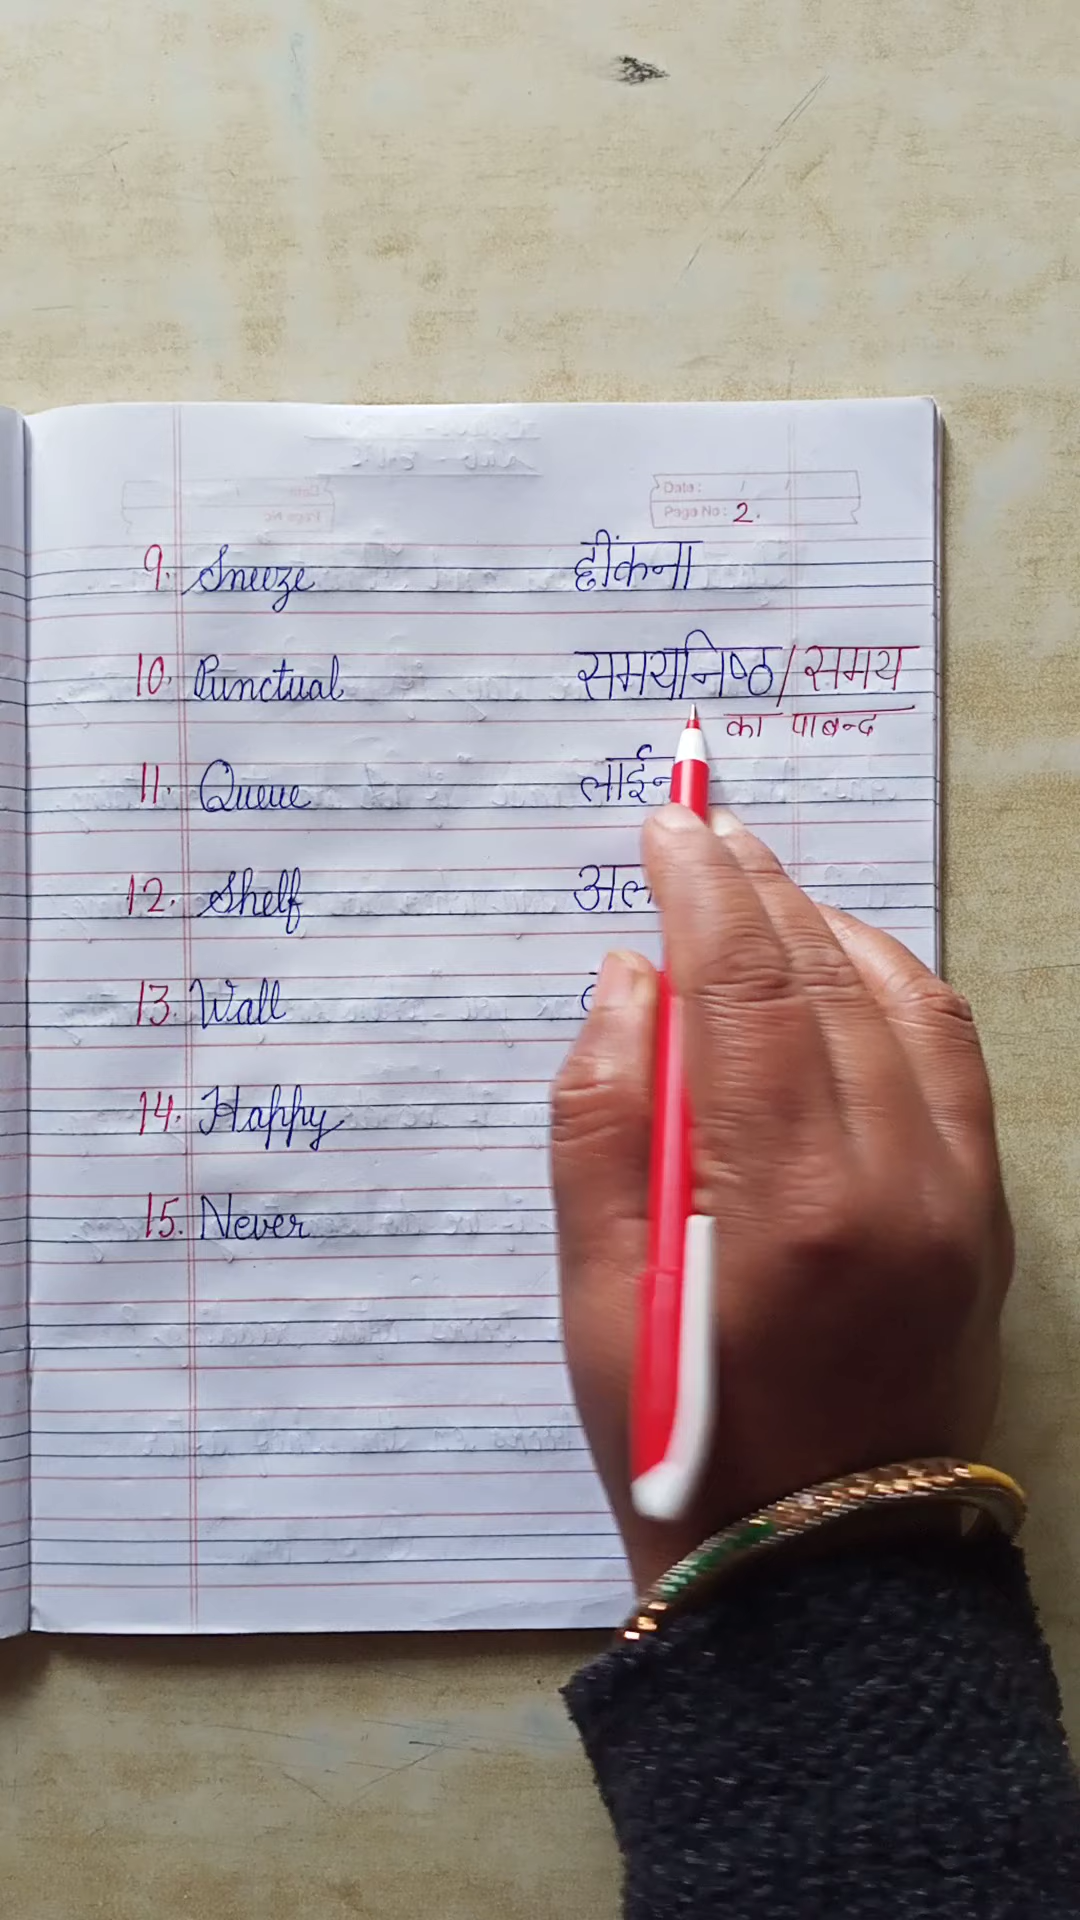 Date: / /
Page No: 2.
9. Sneeze छींकना
10. Punctual समयनिष्ठ/समय
का पाबन्द
11. Queue लाईन
12. Shelf
13. Wall
14. Happy
15. Never